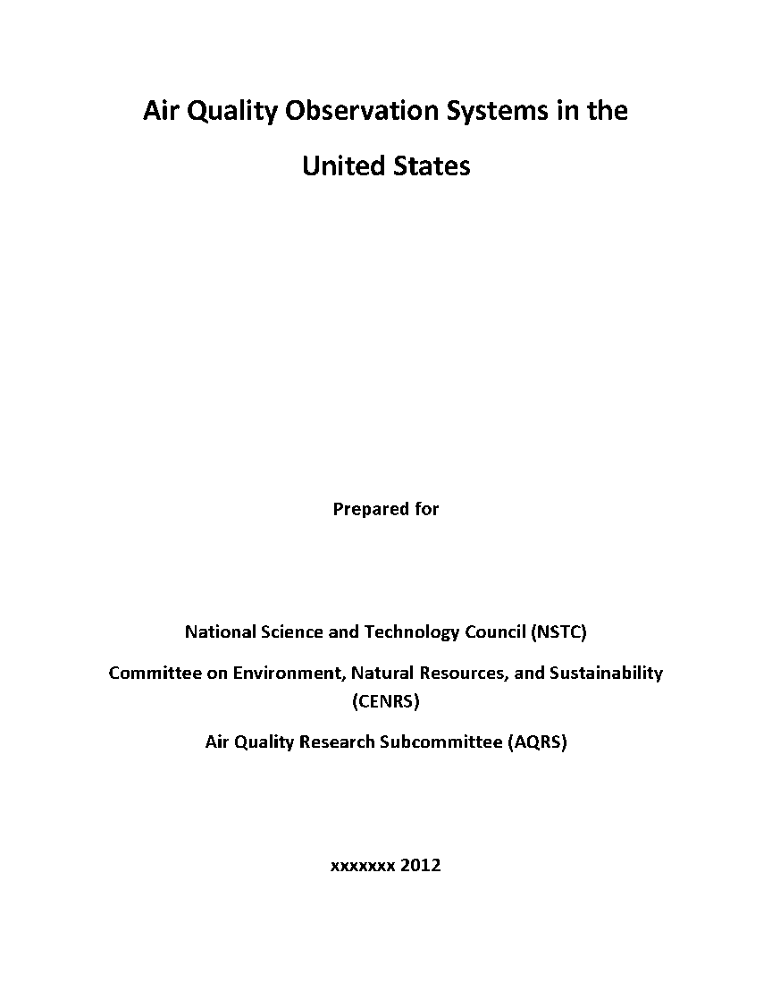 Air Quality Observation Systems in the
United States
Prepared for
National Science and Technology Council (NSTC)
Committee on Environment, Natural Resources, and Sustainability
(CENRS)
Air Quality Research Subcommittee (AQRS)
xxxxxxx 2012